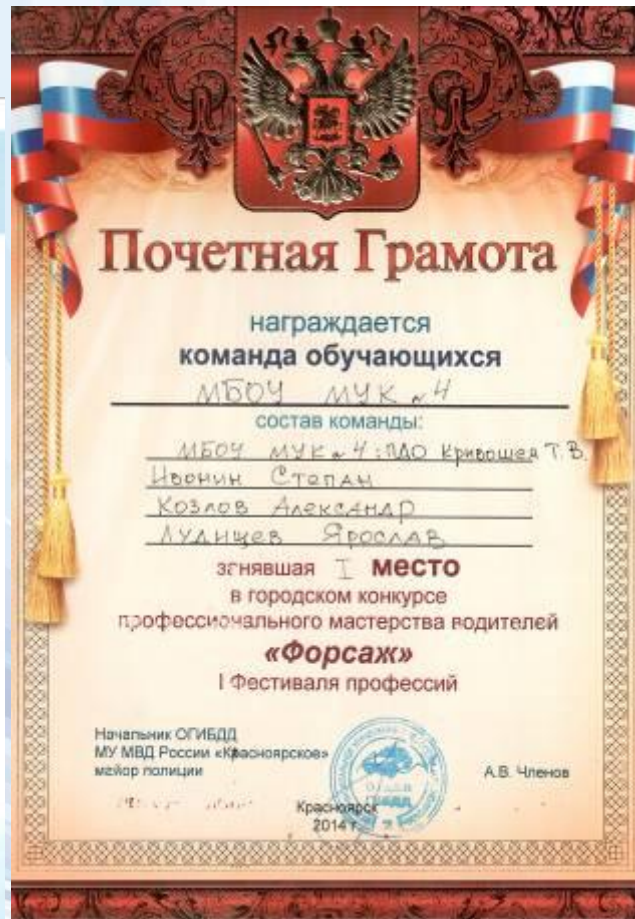 Почетная Грамота
награждается
команда обучающихся
МБОУ МУК №4
состав команды:
МБОУ МУК № 4: ПДО Кривошея Т.В.
Ивонин Степан
Козлов Александр
Лудищев Ярослав
занявшая I место
в городском конкурсе
профессионального мастерства водителей
«Форсаж»
I Фестиваля профессий
Начальник ОГИБДД
МУ МВД России «Красноярское»
майор полиции
А.В. Членов
Красноярск
2014 г.